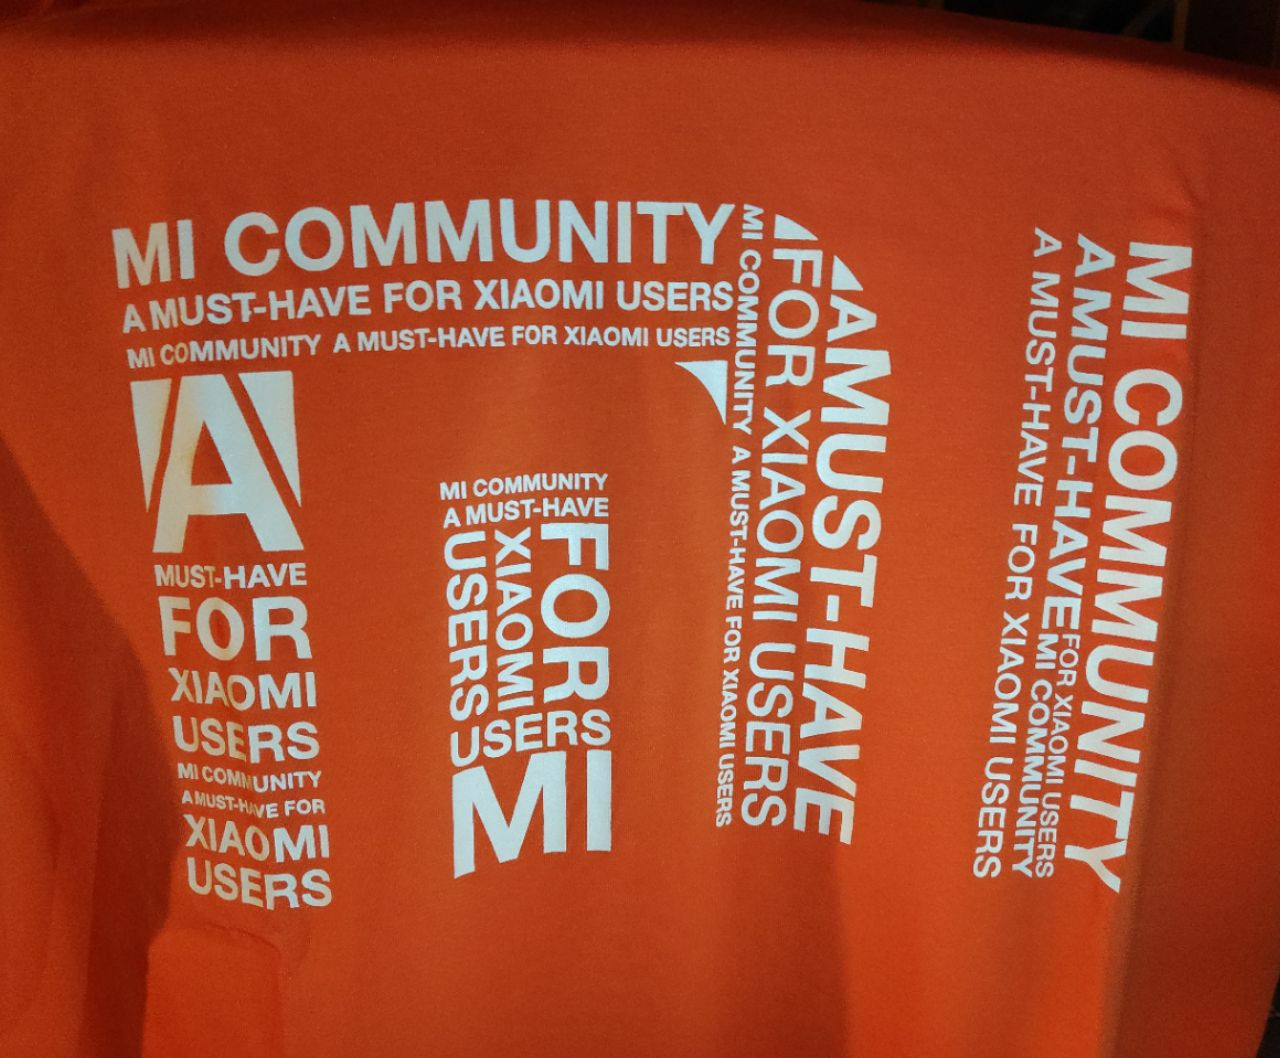 MI COMMUNITY
A MUST-HAVE FOR XIAOMI USERS
MI COMMUNITY A MUST-HAVE FOR XIAOMI USERS
A
MUST-HAVE
FOR
XIAOMI
USERS
MI COMMUNITY
A MUST-HAVE FOR
XIAOMI
USERS
MI COMMUNITY
A MUST-HAVE
FOR
XIAOMI
USERS
USERS
MI
A MUST-HAVE
FOR XIAOMI USERS
MI COMMUNITY A MUST-HAVE FOR XIAOMI USERS
MI COMMUNITY
A MUST-HAVE
FOR XIAOMI USERS
MI COMMUNITY
A MUST-HAVE FOR XIAOMI USERS